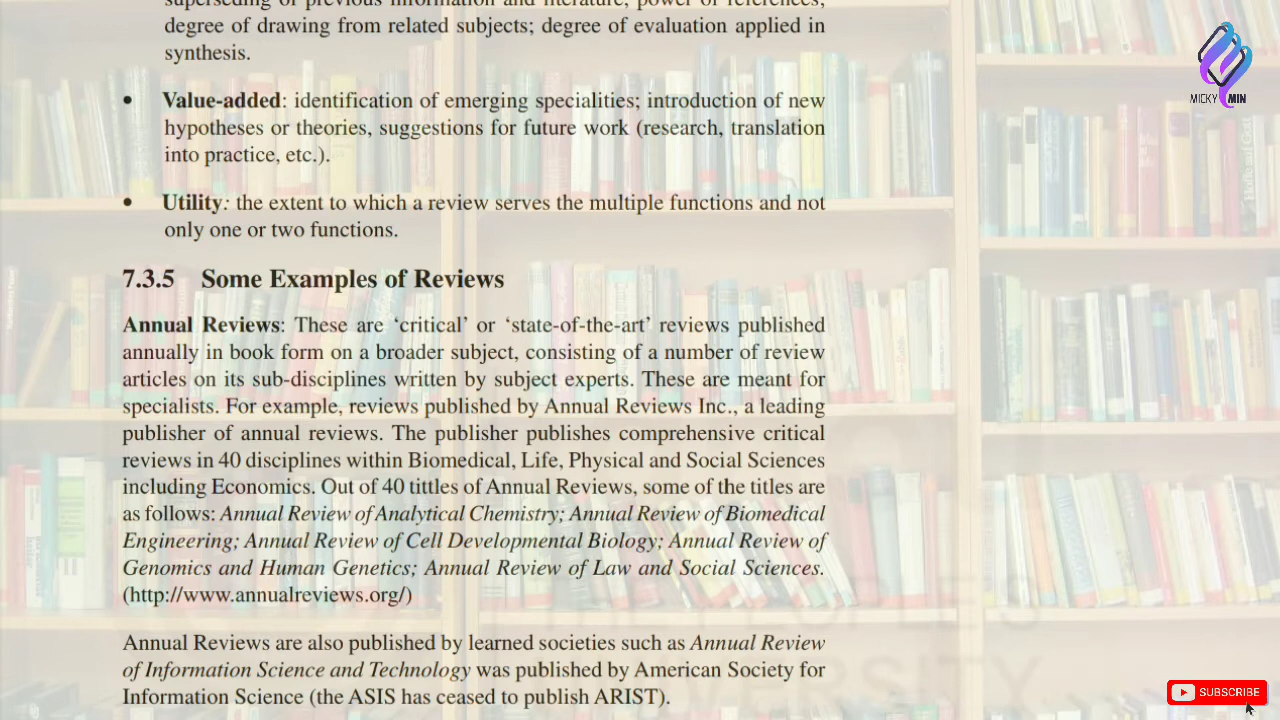 superseding of previous information and literature; power of references;
degree of drawing from related subjects; degree of evaluation applied in
synthesis.
• Value-added: identification of emerging specialities; introduction of new
hypotheses or theories, suggestions for future work (research, translation
into practice, etc.).
• Utility: the extent to which a review serves the multiple functions and not
only one or two functions.
7.3.5 Some Examples of Reviews
Annual Reviews: These are ‘critical’ or ‘state-of-the-art’ reviews published
annually in book form on a broader subject, consisting of a number of review
articles on its sub-disciplines written by subject experts. These are meant for
specialists. For example, reviews published by Annual Reviews Inc., a leading
publisher of annual reviews. The publisher publishes comprehensive critical
reviews in 40 disciplines within Biomedical, Life, Physical and Social Sciences
including Economics. Out of 40 tittles of Annual Reviews, some of the titles are
as follows: Annual Review of Analytical Chemistry; Annual Review of Biomedical
Engineering; Annual Review of Cell Developmental Biology; Annual Review of
Genomics and Human Genetics; Annual Review of Law and Social Sciences.
(http://www.annualreviews.org/)
Annual Reviews are also published by learned societies such as Annual Review
of Information Science and Technology was published by American Society for
Information Science (the ASIS has ceased to publish ARIST).
MICKY MIN
SUBSCRIBE